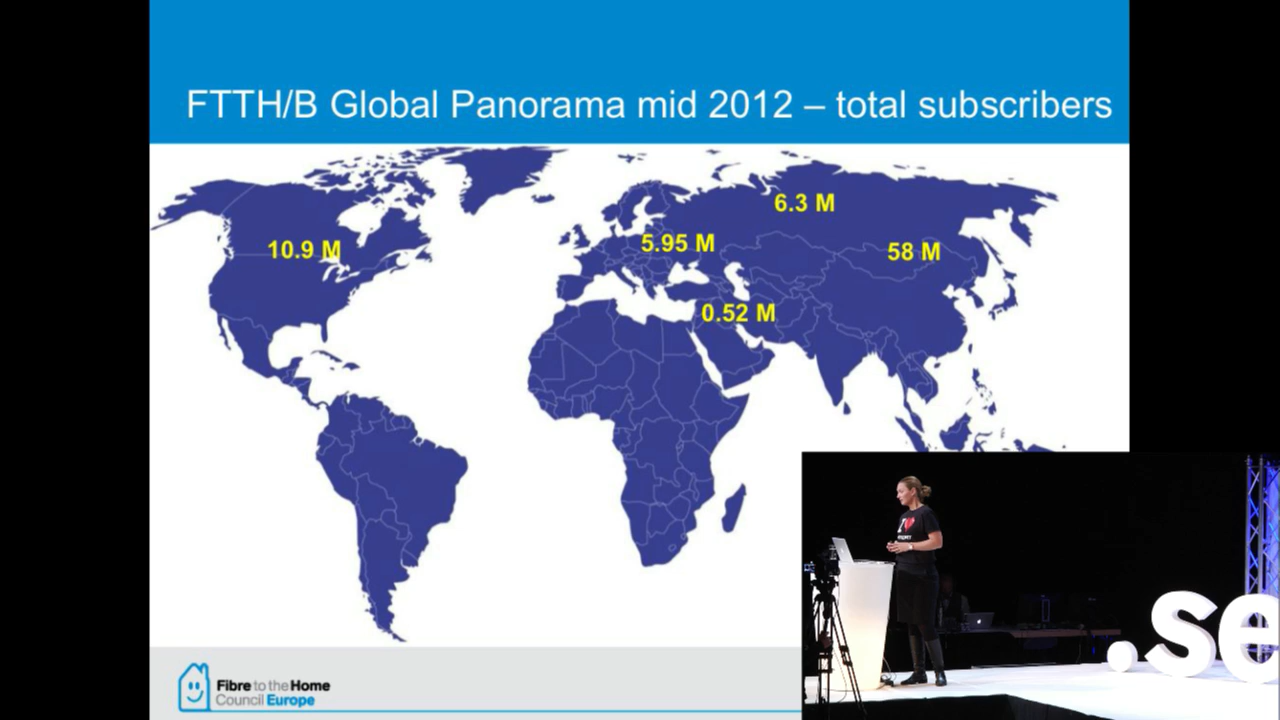 FTTH/B Global Panorama mid 2012 – total subscribers
6.3 M
5.95 M
10.9 M
58 M
0.52 M
.se
Fibre to the Home
Council Europe